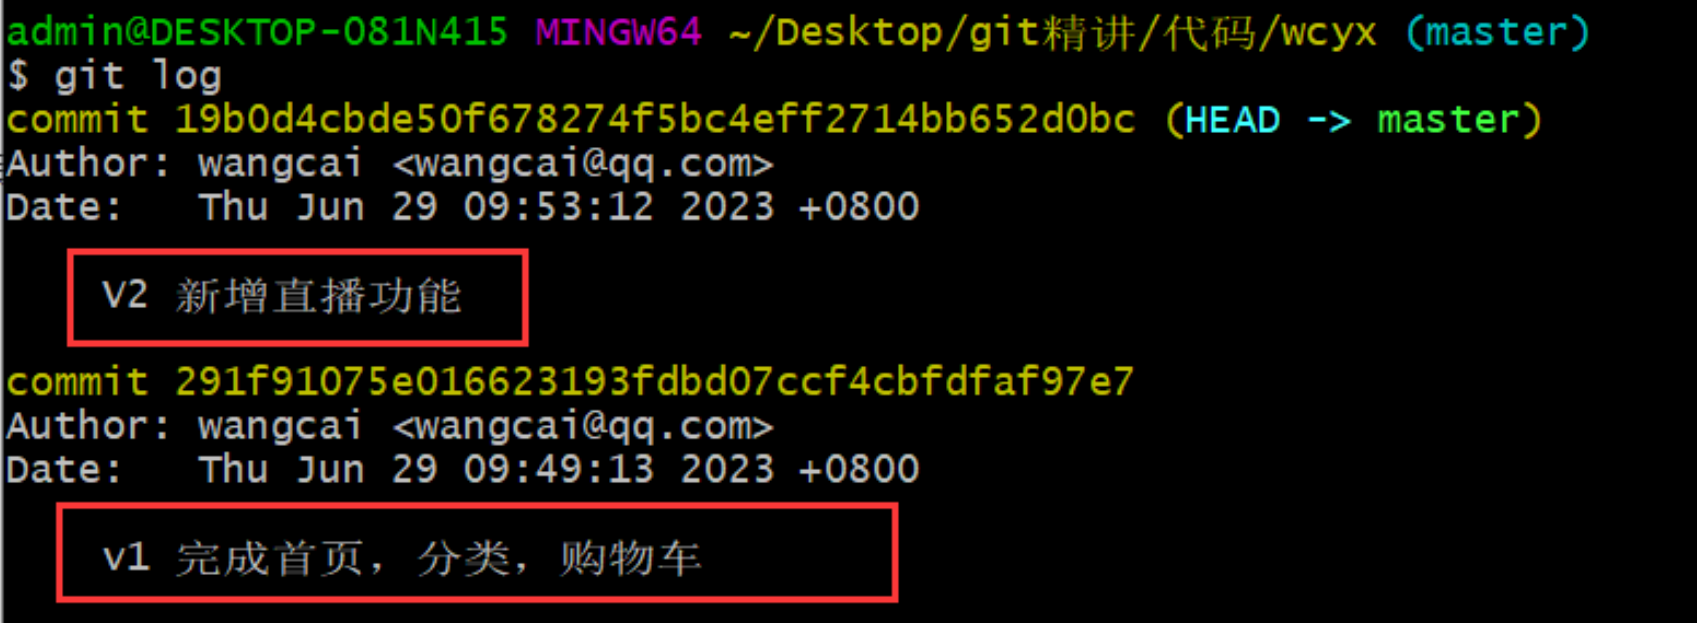 admin@DESKTOP-081N415 MINGW64 ~/Desktop/git精讲/代码/wcyx (master)
$ git log
commit 19b0d4cbde50f678274f5bc4eff2714bb652d0bc (HEAD -> master)
Author: wangcai <wangcai@qq.com>
Date:   Thu Jun 29 09:53:12 2023 +0800
V2 新增直播功能
commit 291f91075e016623193fdbd07ccf4cbfdfaf97e7
Author: wangcai <wangcai@qq.com>
Date:   Thu Jun 29 09:49:13 2023 +0800
v1 完成首页，分类，购物车